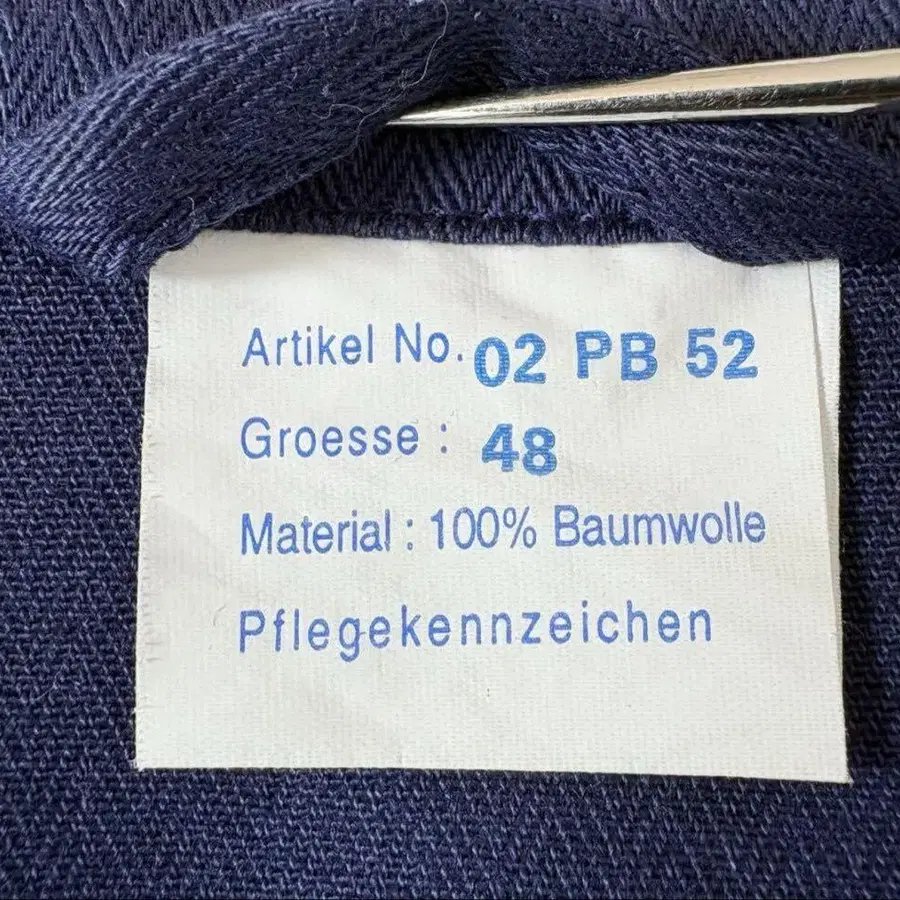 Artikel No. 02 PB 52
Groesse : 48
Material : 100% Baumwolle
Pflegekennzeichen